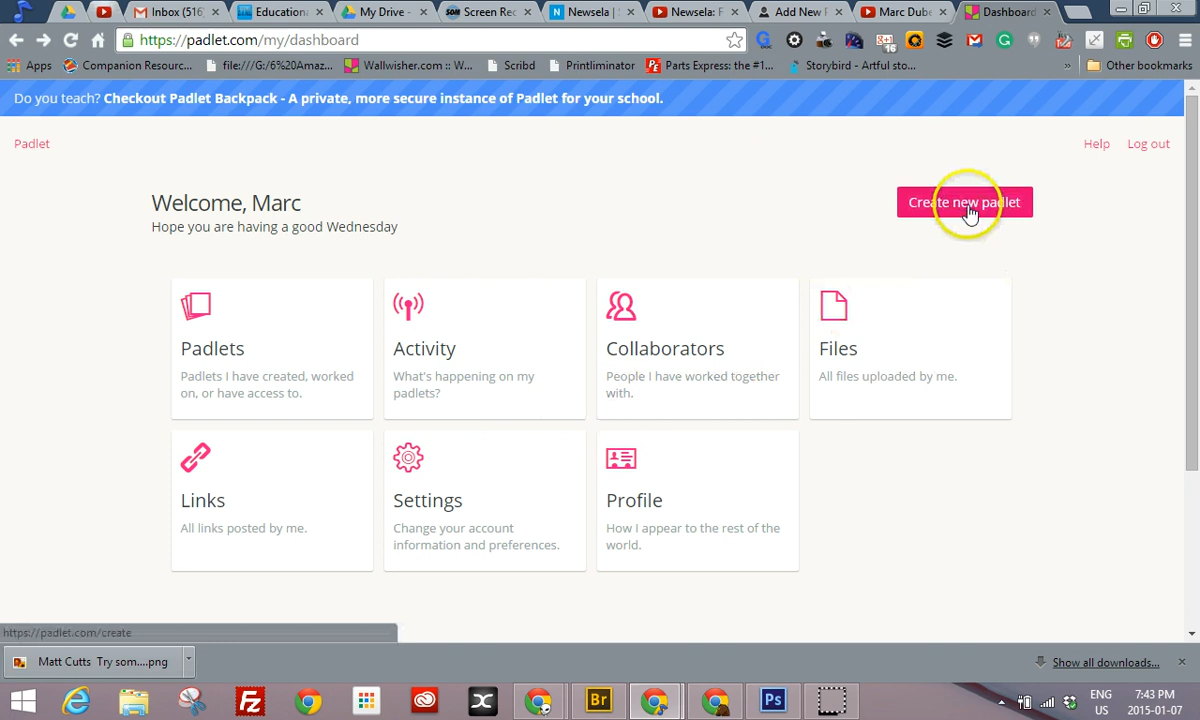 Inbox (516)
Educational
My Drive -
Screen Rec
Newsela | S
Newsela: F
Add New P
Marc Dube
Dashboard
https://padlet.com/my/dashboard
16
Apps
Companion Resourc...
file:///G:/6%20Amaz...
Wallwisher.com :: W...
Scribd
Printliminator
Parts Express: the #1...
Storybird - Artful sto...
»
Other bookmarks
Do you teach? Checkout Padlet Backpack - A private, more secure instance of Padlet for your school.
Padlet
Help
Log out
Welcome, Marc
Create new padlet
Hope you are having a good Wednesday
Padlets
Padlets I have created, worked
on, or have access to.
Activity
What's happening on my
padlets?
Collaborators
People I have worked together
with.
Files
All files uploaded by me.
Links
All links posted by me.
Settings
Change your account
information and preferences.
Profile
How I appear to the rest of the
world.
https://padlet.com/create
Matt Cutts Try som....png
Show all downloads...
Br
Ps
ENG
US
7:43 PM
2015-01-07